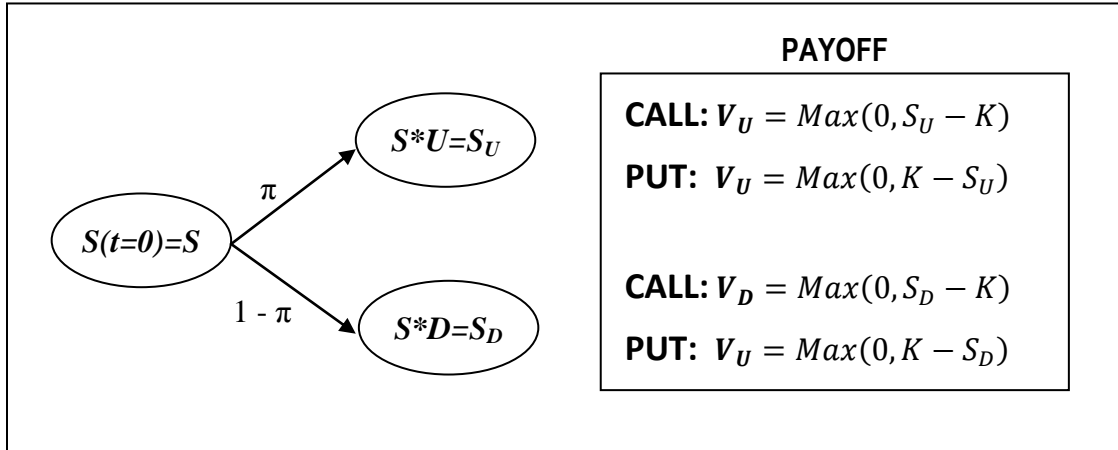 PAYOFF
S*U=S_U
CALL: V_U = Max(0, S_U − K)
PUT: V_U = Max(0, K − S_U)
π
S(t=0)=S
1 - π
S*D=S_D
CALL: V_D = Max(0, S_D − K)
PUT: V_U = Max(0, K − S_D)